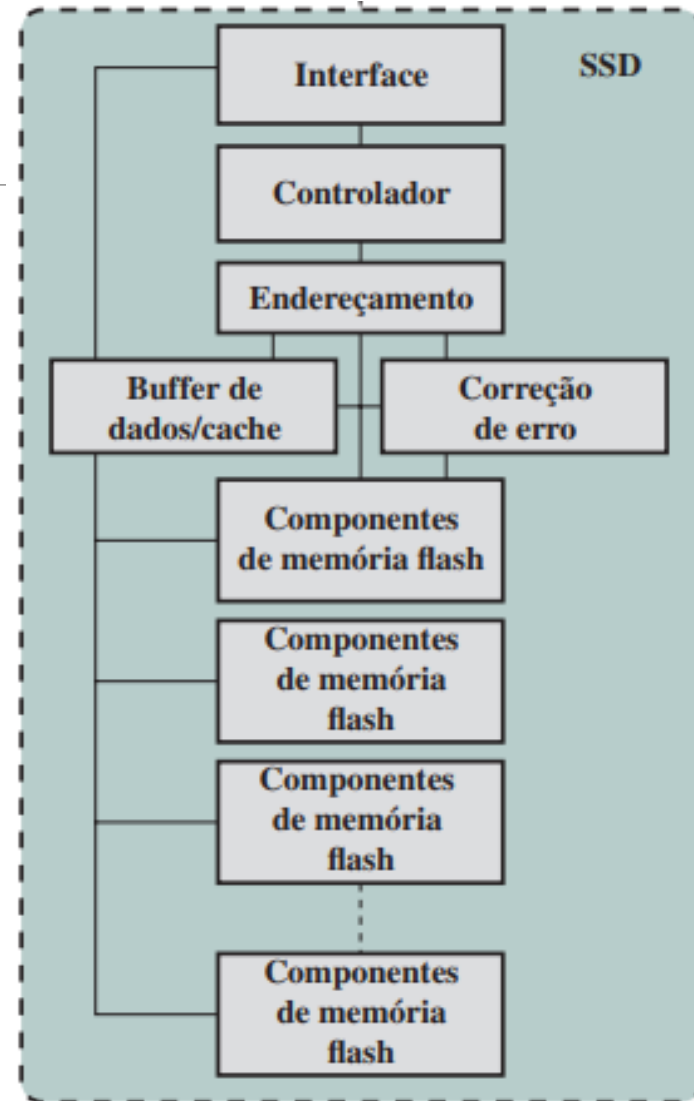 SSD
Interface
Controlador
Endereçamento
Buffer de
dados/cache
Correção
de erro
Componentes
de memória flash
Componentes
de memória
flash
Componentes
de memória
flash
Componentes
de memória
flash